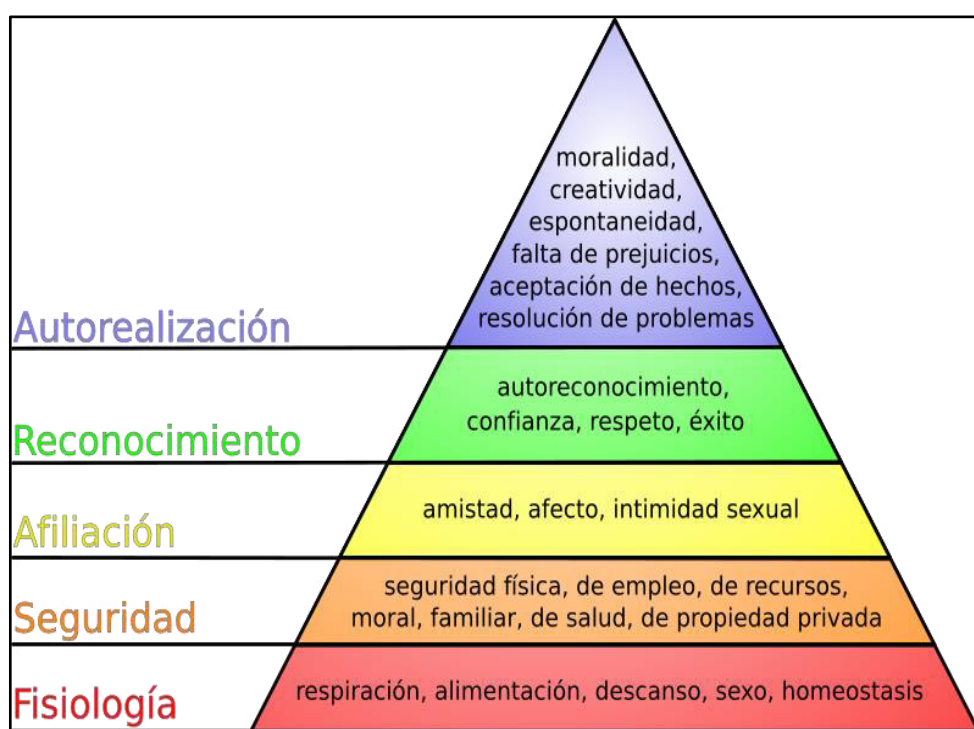 moralidad,
creatividad,
espontaneidad,
falta de prejuicios,
aceptación de hechos,
resolución de problemas
Autorealización
autoreconocimiento,
confianza, respeto, éxito
Reconocimiento
amistad, afecto, intimidad sexual
Afiliación
seguridad física, de empleo, de recursos,
moral, familiar, de salud, de propiedad privada
Seguridad
respiración, alimentación, descanso, sexo, homeostasis
Fisiología